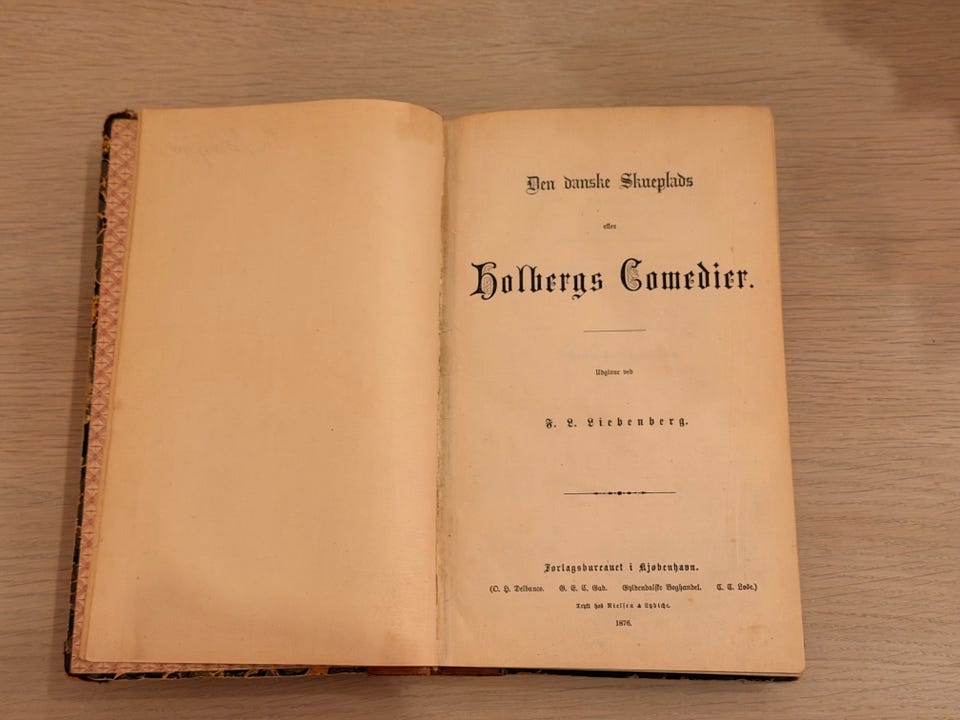 Den danske Skueplads
eller
Holbergs Comedier.
Udgivne ved
F. L. Liebenberg.
Forlagsbureauet i Kjøbenhavn.
(O. H. Delbanco. G. E. C. Gad. Gyldendalske Boghandel. C. C. Lose.)
Trykt hos Nielsen & Lydiche.
1876.